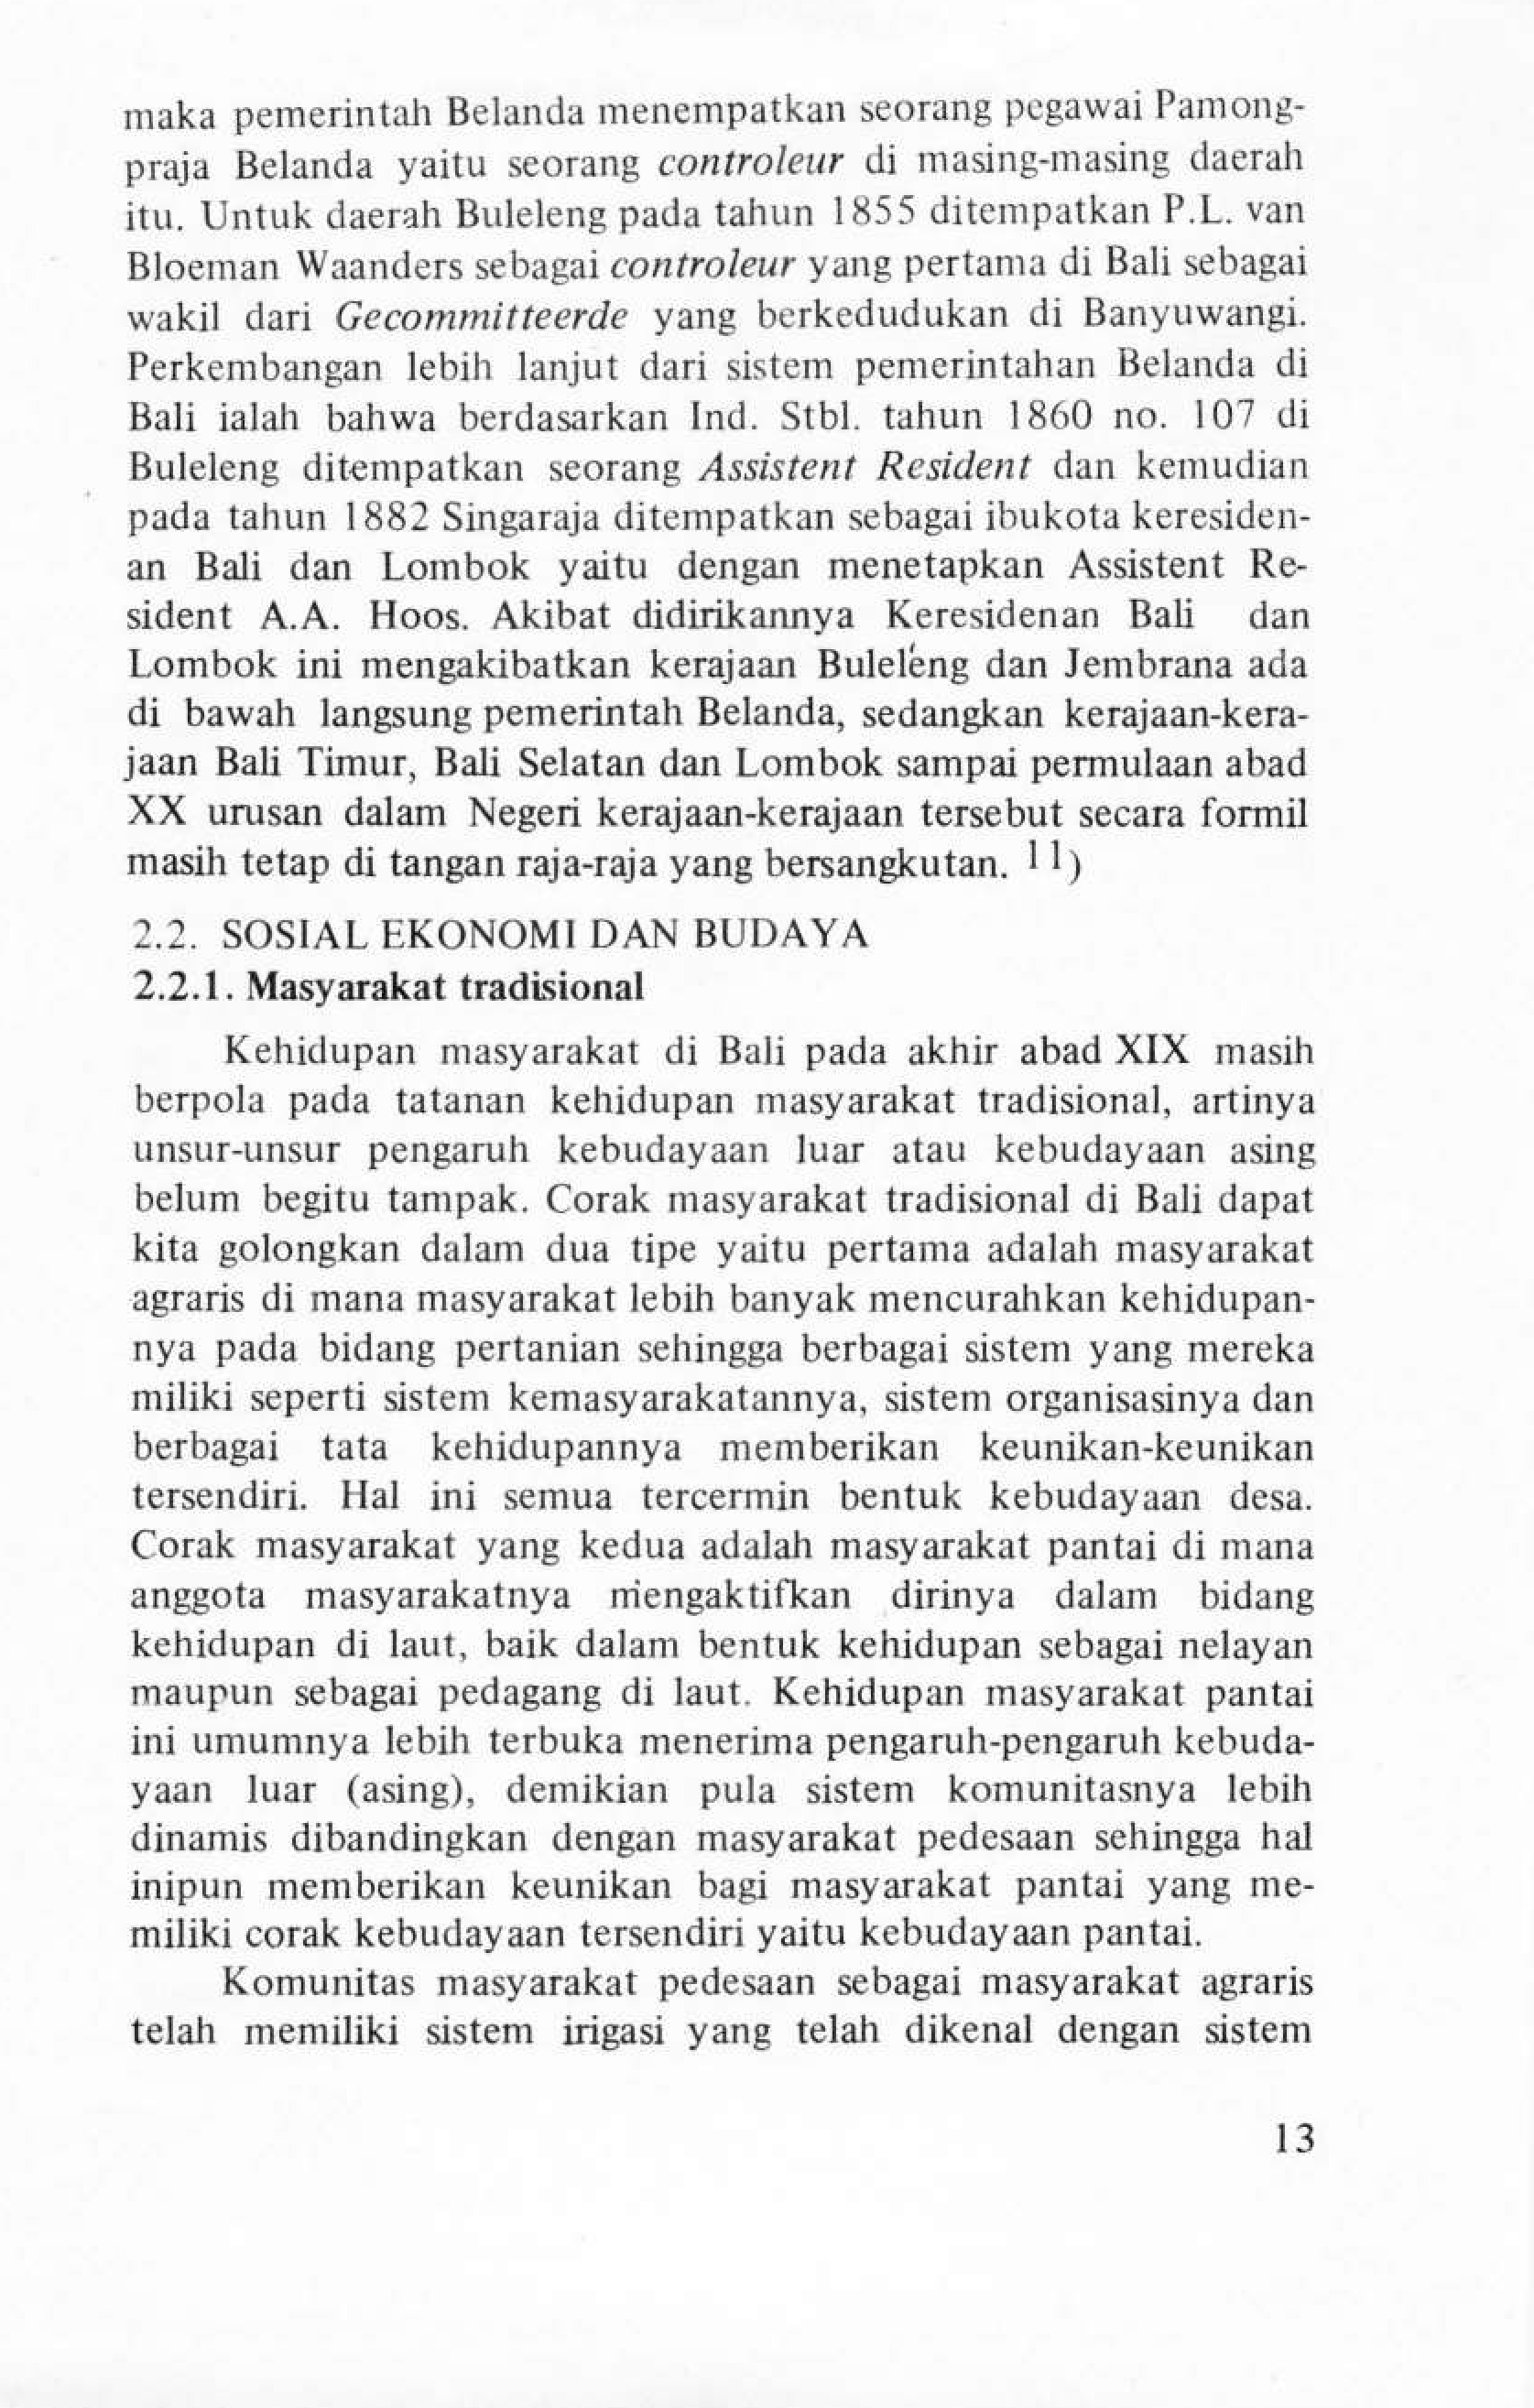 maka pemerintah Belanda menempatkan seorang pegawai Pamong-
praja Belanda yaitu seorang controleur di masing-masing daerah
itu. Untuk daerah Buleleng pada tahun 1855 ditempatkan P.L. van
Bloeman Waanders sebagai controleur yang pertama di Bali sebagai
wakil dari Gecommitteerde yang berkedudukan di Banyuwangi.
Perkembangan lebih lanjut dari sistem pemerintahan Belanda di
Bali ialah bahwa berdasarkan Ind. Stbl. tahun 1860 no. 107 di
Buleleng ditempatkan seorang Assistent Resident dan kemudian
pada tahun 1882 Singaraja ditempatkan sebagai ibukota keresiden-
an Bali dan Lombok yaitu dengan menetapkan Assistent Re-
sident A.A. Hoos. Akibat didirikannya Keresidenan Bali dan
Lombok ini mengakibatkan kerajaan Buleleng dan Jembrana ada
di bawah langsung pemerintah Belanda, sedangkan kerajaan-kera-
jaan Bali Timur, Bali Selatan dan Lombok sampai permulaan abad
XX urusan dalam Negeri kerajaan-kerajaan tersebut secara formil
masih tetap di tangan raja-raja yang bersangkutan. 11)
2.2. SOSIAL EKONOMI DAN BUDAYA
2.2.1. Masyarakat tradisional
Kehidupan masyarakat di Bali pada akhir abad XIX masih
berpola pada tatanan kehidupan masyarakat tradisional, artinya
unsur-unsur pengaruh kebudayaan luar atau kebudayaan asing
belum begitu tampak. Corak masyarakat tradisional di Bali dapat
kita golongkan dalam dua tipe yaitu pertama adalah masyarakat
agraris di mana masyarakat lebih banyak mencurahkan kehidupan-
nya pada bidang pertanian sehingga berbagai sistem yang mereka
miliki seperti sistem kemasyarakatannya, sistem organisasinya dan
berbagai tata kehidupannya memberikan keunikan-keunikan
tersendiri. Hal ini semua tercermin bentuk kebudayaan desa.
Corak masyarakat yang kedua adalah masyarakat pantai di mana
anggota masyarakatnya mengaktifkan dirinya dalam bidang
kehidupan di laut, baik dalam bentuk kehidupan sebagai nelayan
maupun sebagai pedagang di laut. Kehidupan masyarakat pantai
ini umumnya lebih terbuka menerima pengaruh-pengaruh kebuda-
yaan luar (asing), demikian pula sistem komunitasnya lebih
dinamis dibandingkan dengan masyarakat pedesaan sehingga hal
inipun memberikan keunikan bagi masyarakat pantai yang me-
miliki corak kebudayaan tersendiri yaitu kebudayaan pantai.
Komunitas masyarakat pedesaan sebagai masyarakat agraris
telah memiliki sistem irigasi yang telah dikenal dengan sistem
13